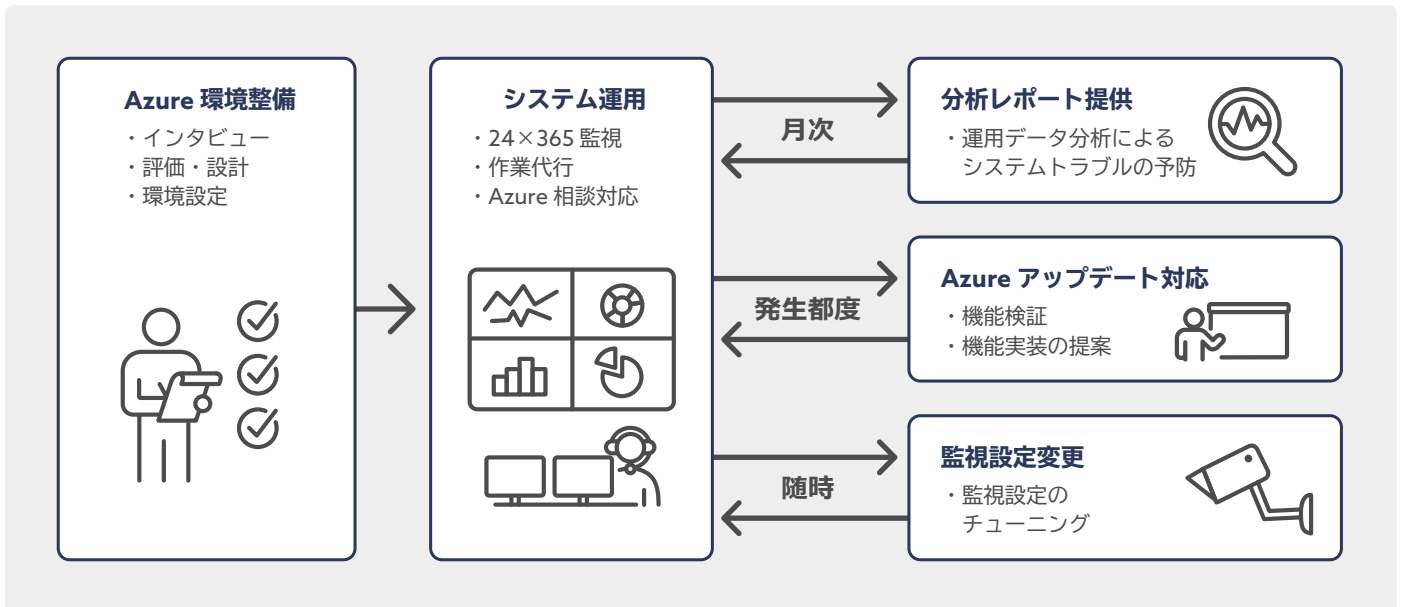 Azure 環境整備
・インタビュー
・評価・設計
・環境設定
システム運用
・24×365 監視
・作業代行
・Azure 相談対応
月次
分析レポート提供
・運用データ分析による
システムトラブルの予防
発生都度
Azure アップデート対応
・機能検証
・機能実装の提案
随時
監視設定変更
・監視設定の
チューニング